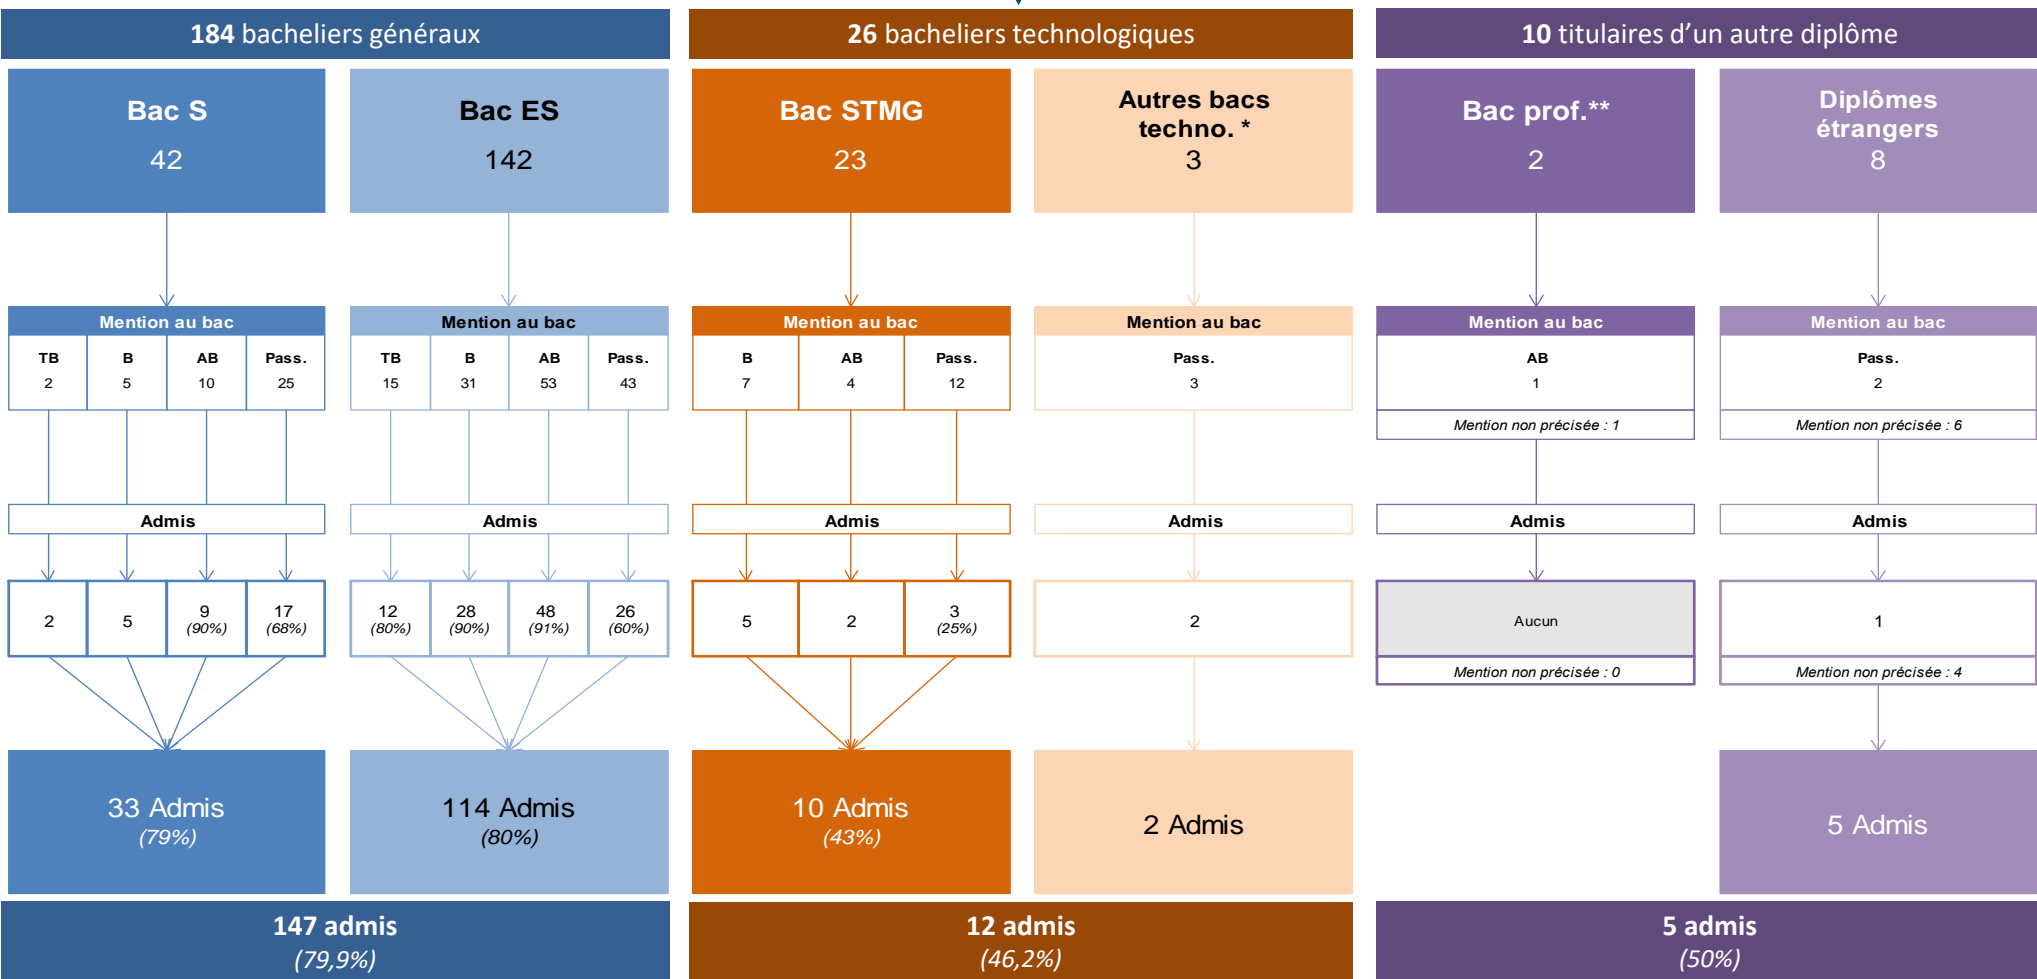 184 bacheliers généraux
26 bacheliers technologiques
10 titulaires d'un autre diplôme
Bac S
42
Bac ES
142
Bac STMG
23
Autres bacs
techno. *
3
Bac prof.**
2
Diplômes
étrangers
8
Mention au bac
TB B AB Pass.
2 5 10 25
Mention au bac
TB B AB Pass.
15 31 53 43
Mention au bac
B AB Pass.
7 4 12
Mention au bac
Pass.
3
Mention au bac
AB
1
Mention non précisée : 1
Mention au bac
Pass.
2
Mention non précisée : 6
Admis
Admis
Admis
Admis
Admis
Admis
2 5 9 17
(90%) (68%)
12 28 48 26
(80%) (90%) (91%) (60%)
5 2 3
(25%)
2
Aucun
Mention non précisée : 0
1
Mention non précisée : 4
33 Admis
(79%)
114 Admis
(80%)
10 Admis
(43%)
2 Admis
5 Admis
147 admis
(79,9%)
12 admis
(46,2%)
5 admis
(50%)